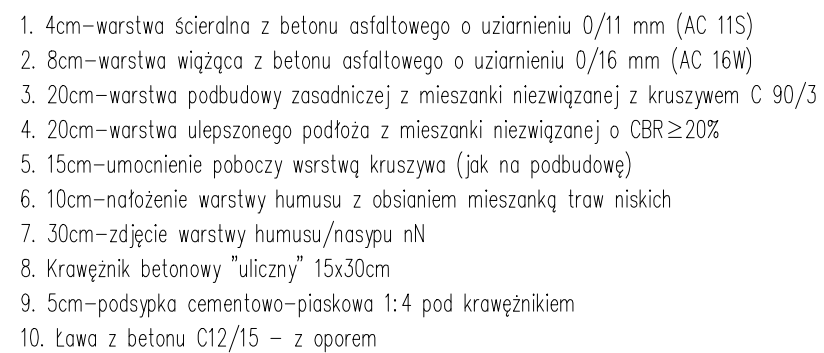 1. 4cm-warstwa ścieralna z betonu asfaltowego o uziarnieniu 0/11 mm (AC 11S)
2. 8cm-warstwa wiążąca z betonu asfaltowego o uziarnieniu 0/16 mm (AC 16W)
3. 20cm-warstwa podbudowy zasadniczej z mieszanki niezwiązanej z kruszywem C 90/3
4. 20cm-warstwa ulepszonego podłoża z mieszanki niezwiązanej o CBR≥20%
5. 15cm-umocnienie poboczy wsrstwą kruszywa (jak na podbudowę)
6. 10cm-nałożenie warstwy humusu z obsianiem mieszanką traw niskich
7. 30cm-zdjęcie warstwy humusu/nasypu nN
8. Krawężnik betonowy "uliczny" 15x30cm
9. 5cm-podsypka cementowo-piaskowa 1:4 pod krawężnikiem
10. Ława z betonu C12/15 - z oporem